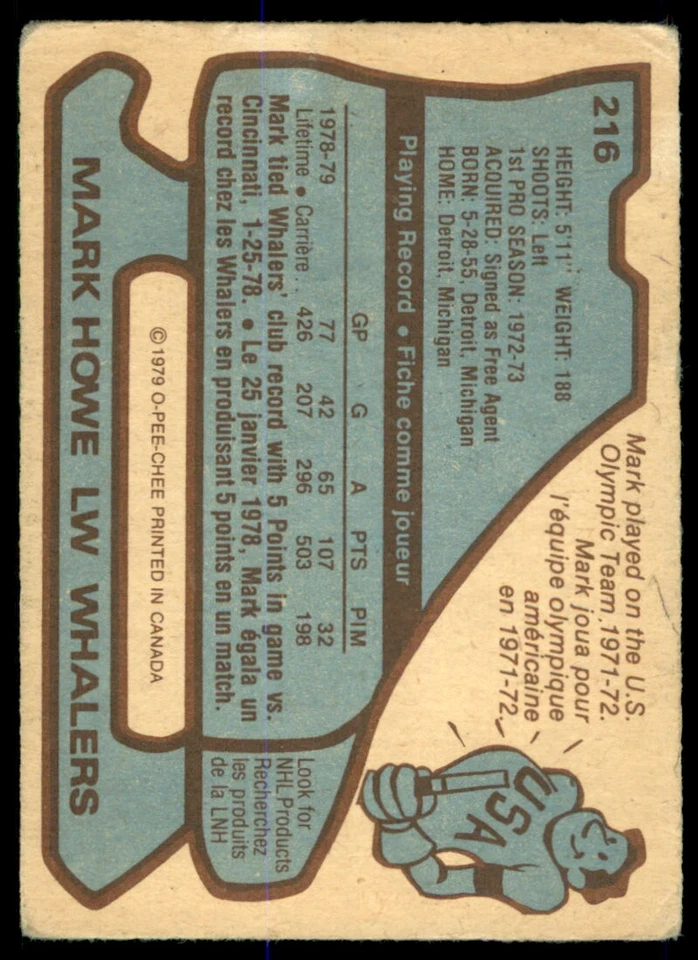 216
HEIGHT: 5'11" WEIGHT: 188
SHOOTS: Left
1st PRO SEASON: 1972-73
ACQUIRED: Signed as Free Agent
BORN: 5-28-55, Detroit, Michigan
HOME: Detroit, Michigan
Mark played on the U.S.
Olympic Team, 1971-72.
Mark joua pour
l'équipe olympique
américaine
en 1971-72.
USA
Playing Record • Fiche comme joueur
GP G A PTS PIM
1978-79 77 42 65 107 32
Lifetime • Carrière . . 426 207 296 503 198
Mark tied Whalers' club record with 5 Points in game vs.
Cincinnati, 1-25-78. • Le 25 janvier 1978, Mark égala un
record chez les Whalers en produisant 5 points en un match.
Look for
NHL Products
Recherchez
les produits
de la LNH
© 1979 O-PEE-CHEE PRINTED IN CANADA
MARK HOWE LW WHALERS